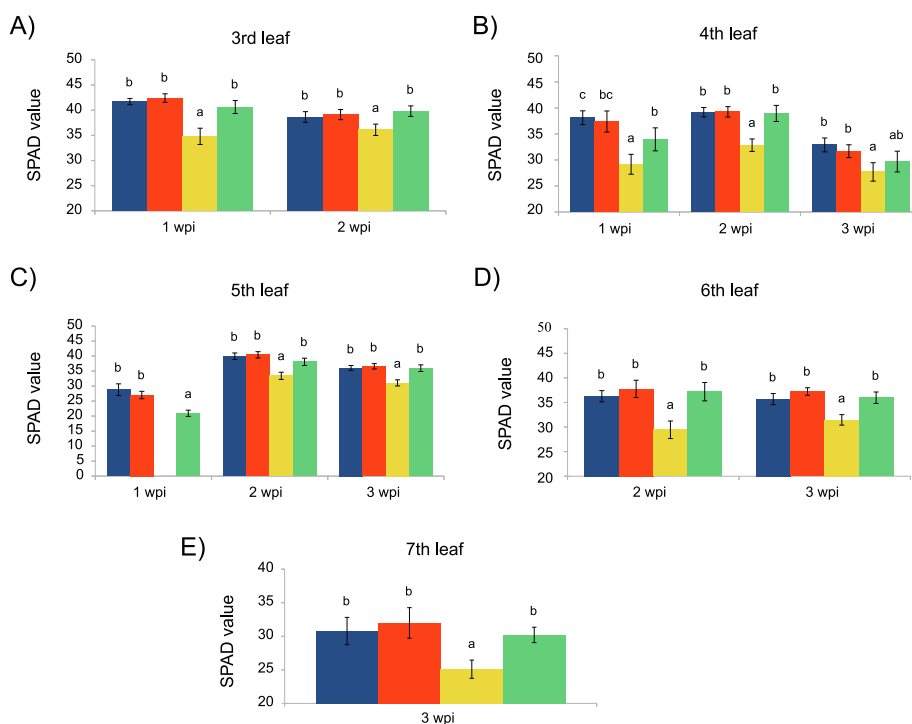 A)
3rd leaf
SPAD value
50
45
40
35
30
25
20
b b a b
b b a b
1 wpi 2 wpi
B)
4th leaf
SPAD value
50
45
40
35
30
25
20
c bc a b
b b a b
b b a ab
1 wpi 2 wpi 3 wpi
C)
5th leaf
SPAD value
50
45
40
35
30
25
20
15
10
5
0
b b a
b b a b
b b a b
1 wpi 2 wpi 3 wpi
D)
6th leaf
SPAD value
50
45
40
35
30
25
20
b b a b
b b a b
2 wpi 3 wpi
E)
7th leaf
SPAD value
40
35
30
25
20
b b a b
3 wpi